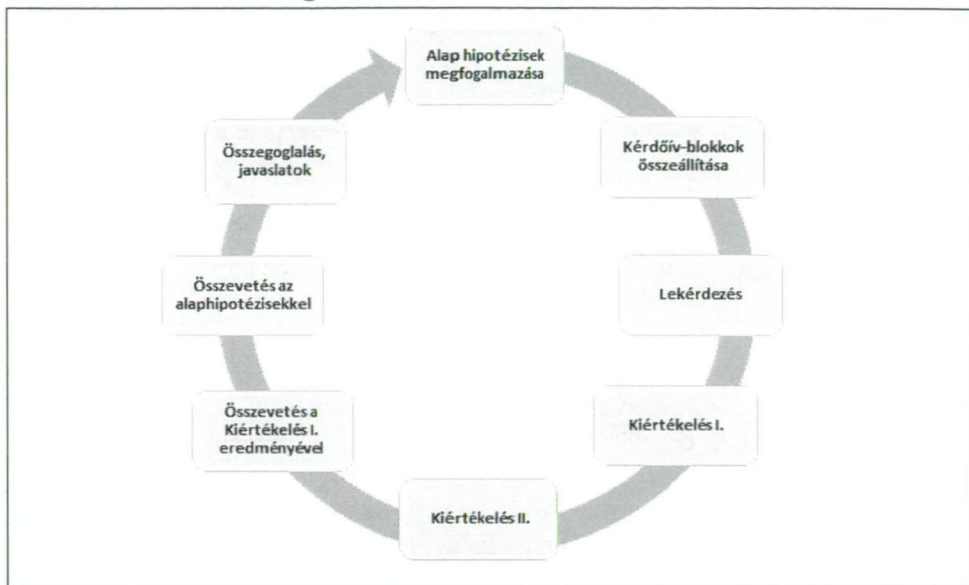 Alap hipotézisek
megfogalmazása
Kérdőív-blokkok
összeállítása
Lekérdezés
Kiértékelés I.
Kiértékelés II.
Összevetés a
Kiértékelés I.
eredményével
Összevetés az
alaphipotézisekkel
Összegoglalás,
javaslatok